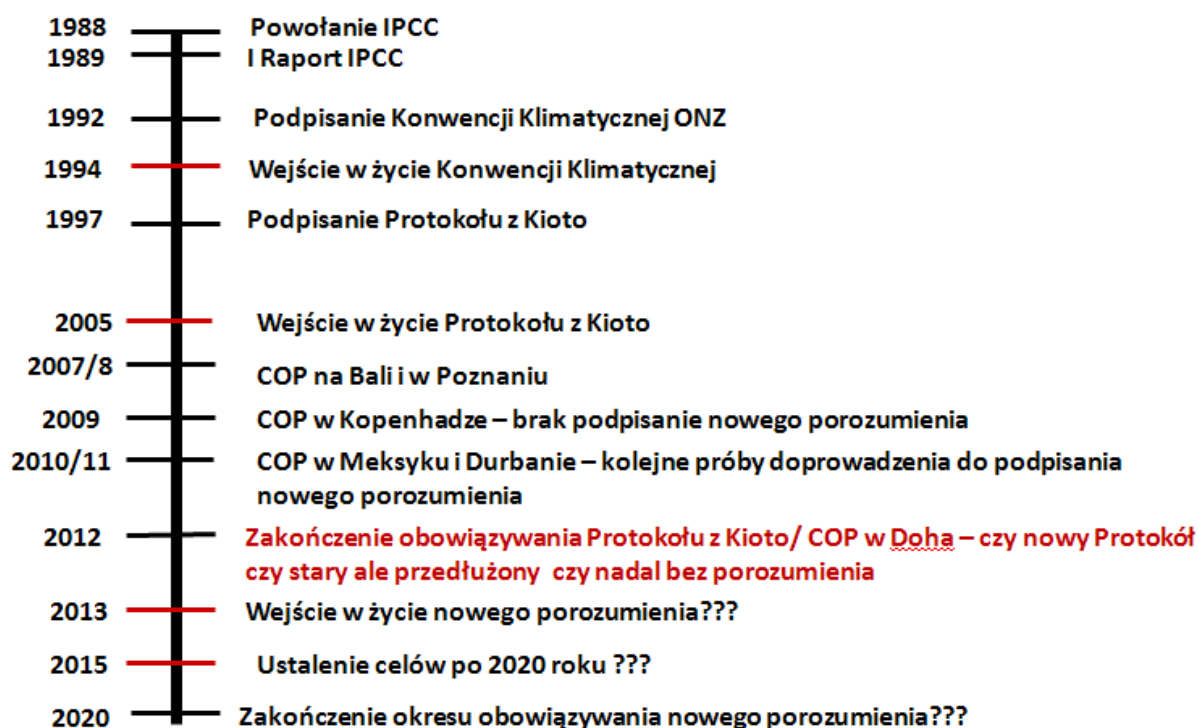 1988 Powołanie IPCC
1989 I Raport IPCC
1992 Podpisanie Konwencji Klimatycznej ONZ
1994 Wejście w życie Konwencji Klimatycznej
1997 Podpisanie Protokołu z Kioto
2005 Wejście w życie Protokołu z Kioto
2007/8 COP na Bali i w Poznaniu
2009 COP w Kopenhadze – brak podpisanie nowego porozumienia
2010/11 COP w Meksyku i Durbanie – kolejne próby doprowadzenia do podpisania
nowego porozumienia
2012 Zakończenie obowiązywania Protokołu z Kioto/ COP w Doha – czy nowy Protokół
czy stary ale przedłużony czy nadal bez porozumienia
2013 Wejście w życie nowego porozumienia???
2015 Ustalenie celów po 2020 roku ???
2020 Zakończenie okresu obowiązywania nowego porozumienia???